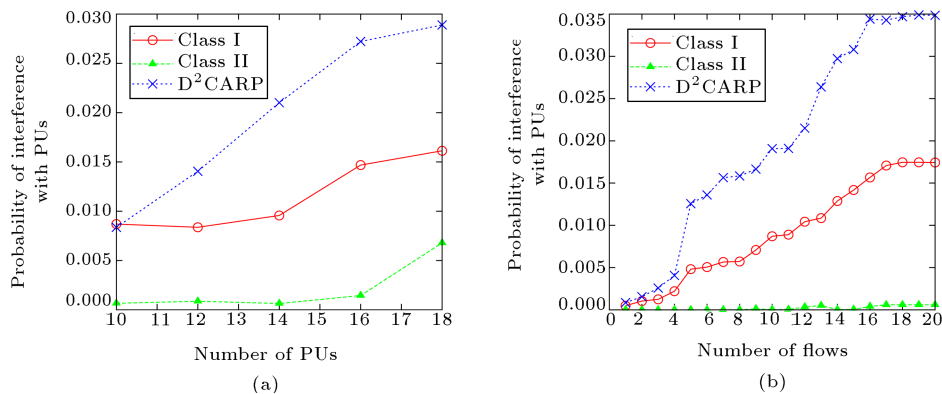 Probability of interference
with PUs
0.030
0.025
0.020
0.015
0.010
0.005
0.000
Class I
Class II
D²CARP
10 11 12 13 14 15 16 17 18
Number of PUs
(a)
Probability of interference
with PUs
0.035
0.030
0.025
0.020
0.015
0.010
0.005
0.000
Class I
Class II
D²CARP
0 2 4 6 8 10 12 14 16 18 20
Number of flows
(b)